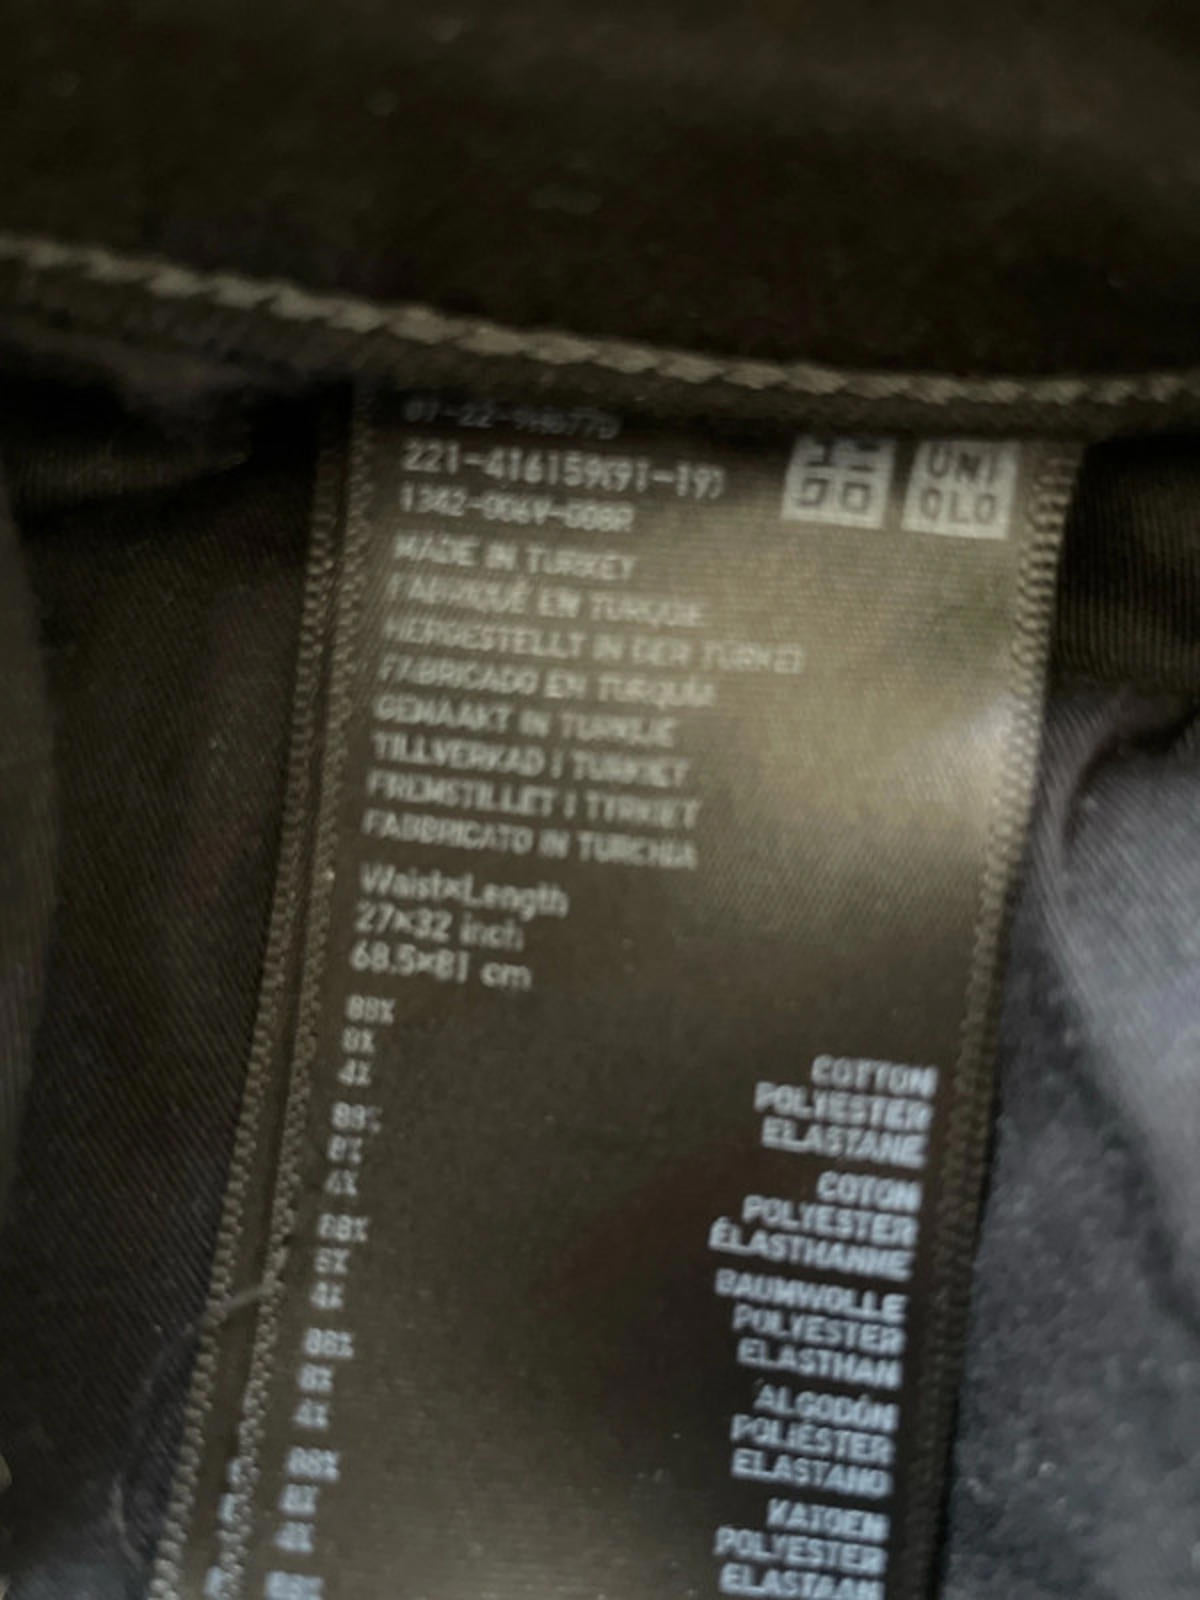 UNI
QLO
221-416159(91-19)
MADE IN TURKEY
FABRIQUÉ EN TURQUIE
HERGESTELLT IN DER TÜRKEI
FABRICADO EN TURQUÍA
GEMAAKT IN TURKIJE
TILLVERKAD I TURKIET
FREMSTILLET I TYRKIET
FABBRICATO IN TURCHIA
Waist×Length
27×32 inch
68.5×81 cm
88% COTTON
8% POLYESTER
4% ELASTANE
88% COTON
8% POLYESTER
4% ÉLASTHANNE
88% BAUMWOLLE
8% POLYESTER
4% ELASTHAN
88% ALGODÓN
8% POLIÉSTER
4% ELASTANO
88% KATOEN
8% POLYESTER
4% ELASTAAN
88%